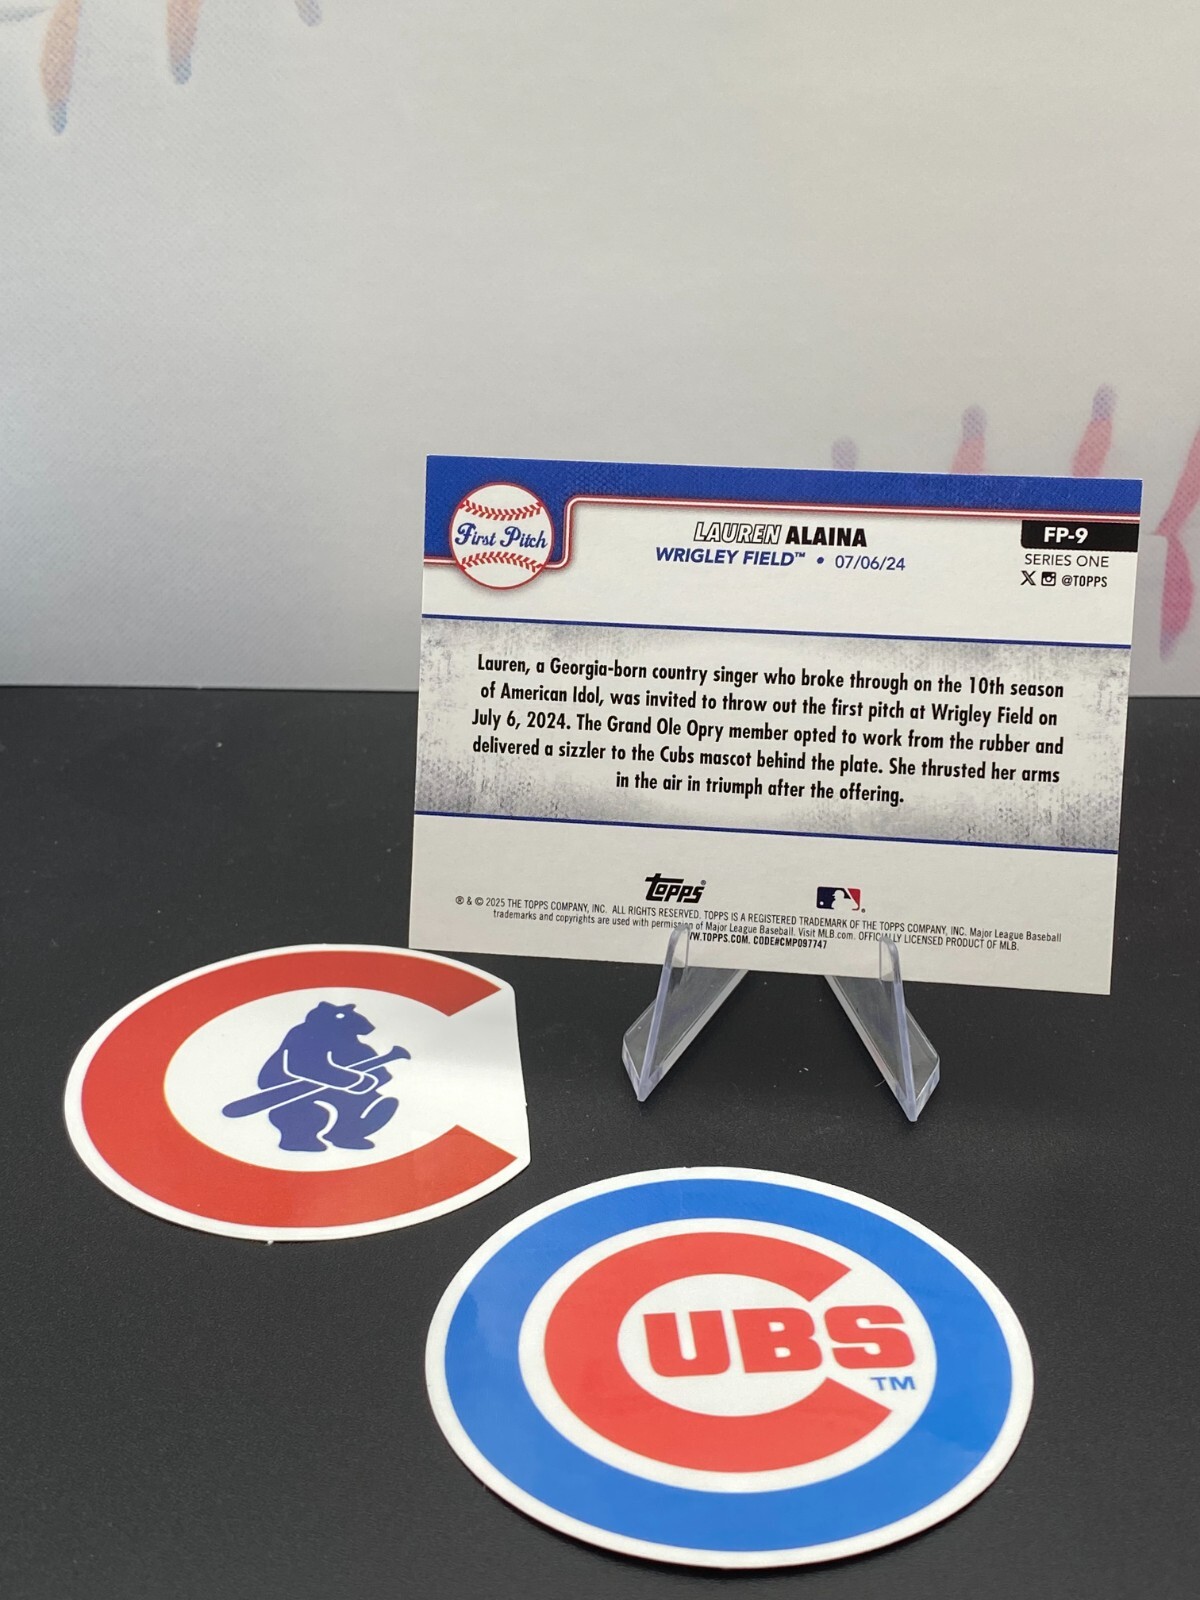 First Pitch
LAUREN ALAINA
WRIGLEY FIELD™ • 07/06/24
FP-9
SERIES ONE
X @TOPPS
Lauren, a Georgia-born country singer who broke through on the 10th season
of American Idol, was invited to throw out the first pitch at Wrigley Field on
July 6, 2024. The Grand Ole Opry member opted to work from the rubber and
delivered a sizzler to the Cubs mascot behind the plate. She thrusted her arms
in the air in triumph after the offering.
Topps®
® & © 2025 THE TOPPS COMPANY, INC. ALL RIGHTS RESERVED. TOPPS IS A REGISTERED TRADEMARK OF THE TOPPS COMPANY, INC. Major League Baseball
trademarks and copyrights are used with permission of Major League Baseball. Visit MLB.com. OFFICIALLY LICENSED PRODUCT OF MLB.
W.TOPPS.COM. CODE#CMP097747
C
CUBS
TM